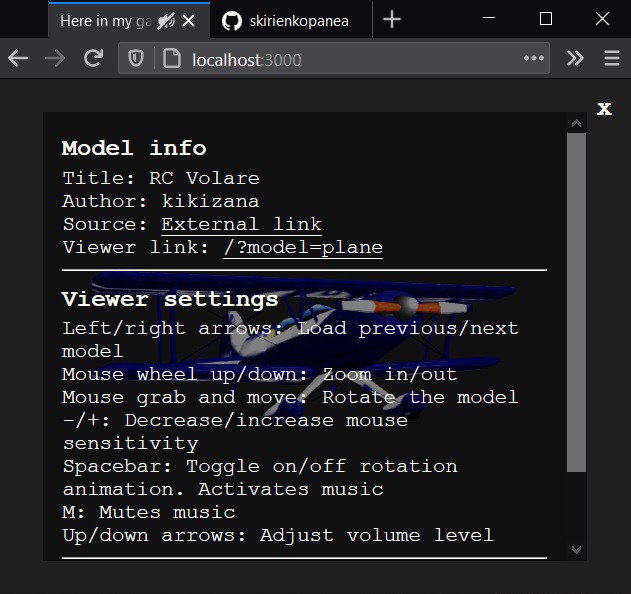 Here in my ga
skirienkopanea
localhost:3000
x
Model info
Title: RC Volare
Author: kikizana
Source: External link
Viewer link: /?model=plane
Viewer settings
Left/right arrows: Load previous/next
model
Mouse wheel up/down: Zoom in/out
Mouse grab and move: Rotate the model
-/+: Decrease/increase mouse
sensitivity
Spacebar: Toggle on/off rotation
animation. Activates music
M: Mutes music
Up/down arrows: Adjust volume level